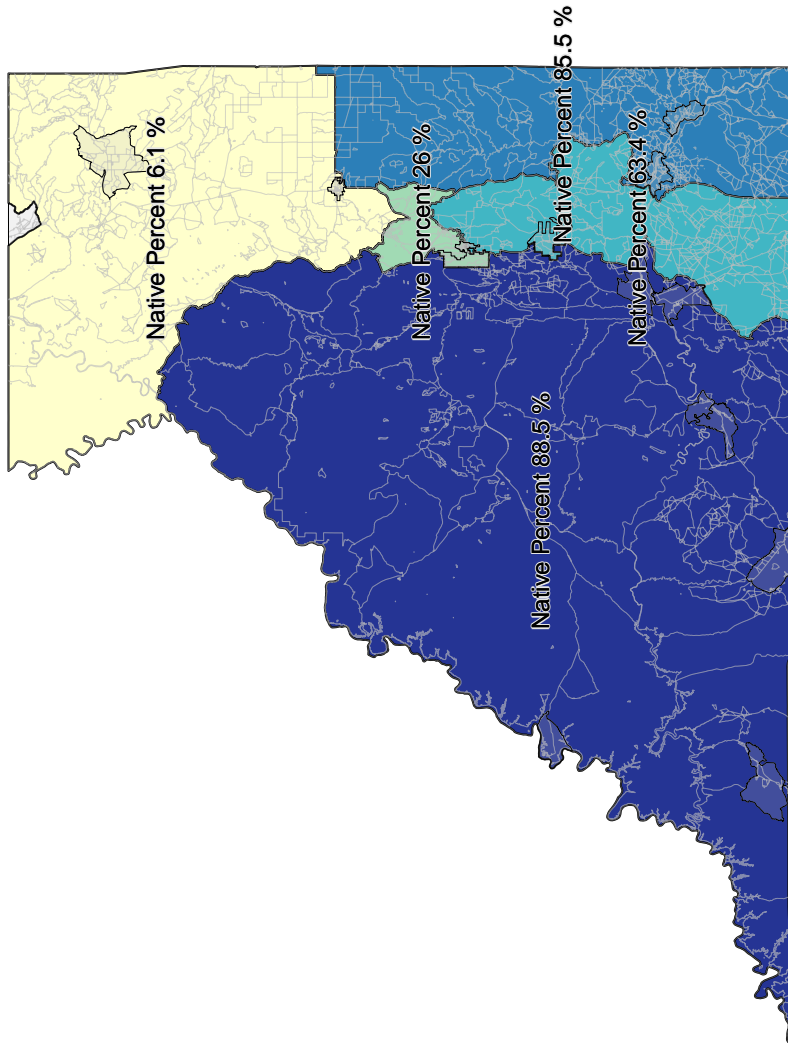 Native Percent 6.1 %
Native Percent 26 %
Native Percent 88.5 %
Native Percent 85.5 %
Native Percent 63.4 %